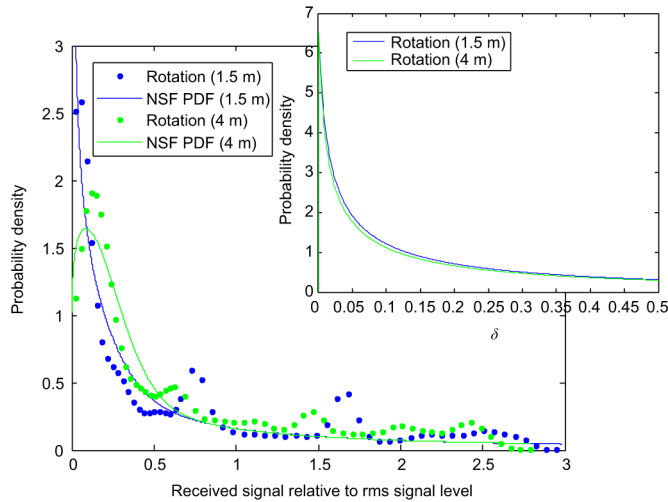 7
6
5
4
3
2
1
0
Probability density
Rotation (1.5 m)
Rotation (4 m)
0 0.05 0.1 0.15 0.2 0.25 0.3 0.35 0.4 0.45 0.5
δ
3
2.5
2
1.5
1
0.5
0
Probability density
Rotation (1.5 m)
NSF PDF (1.5 m)
Rotation (4 m)
NSF PDF (4 m)
0 0.5 1 1.5 2 2.5 3
Received signal relative to rms signal level